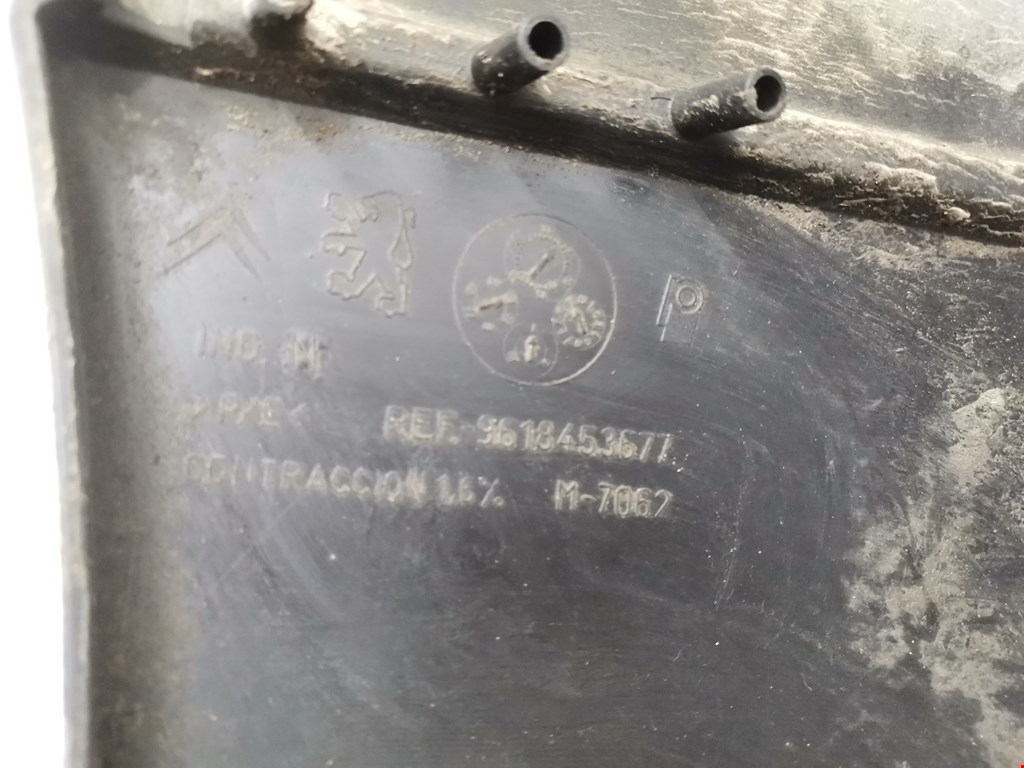 IND.
>P/E<
REF. 9618453677
CONTRACCION 1.6% M-7062